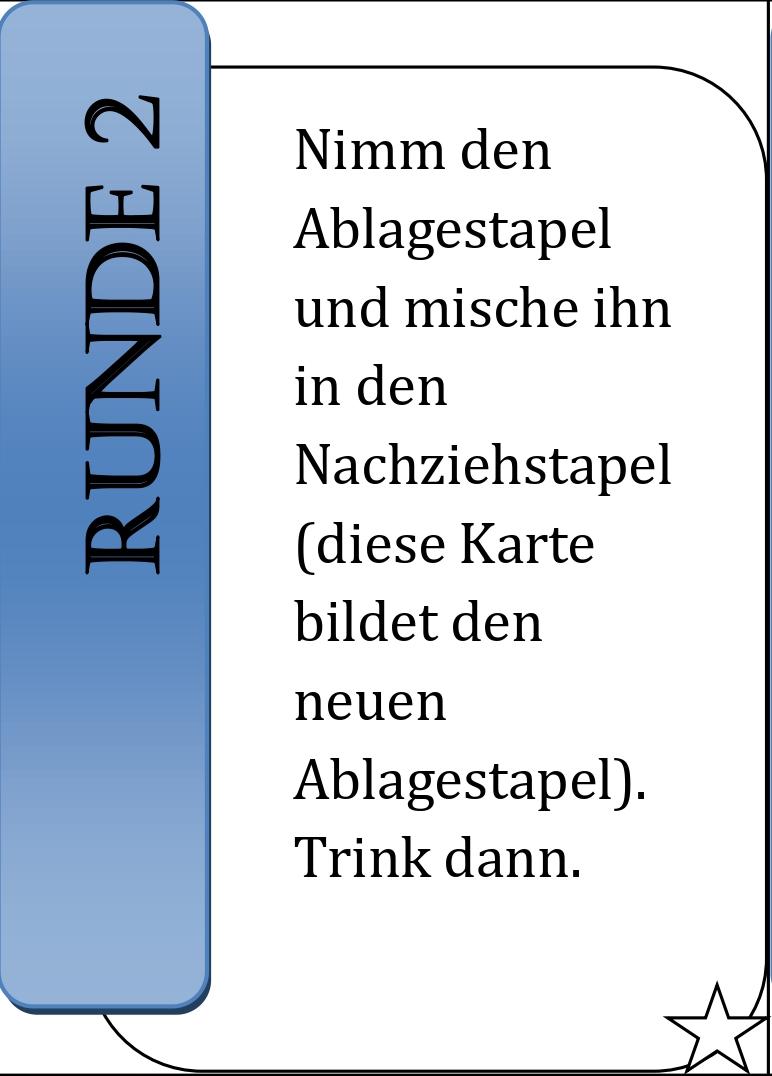 RUNDE 2
Nimm den
Ablagestapel
und mische ihn
in den
Nachziehstapel
(diese Karte
bildet den
neuen
Ablagestapel).
Trink dann.